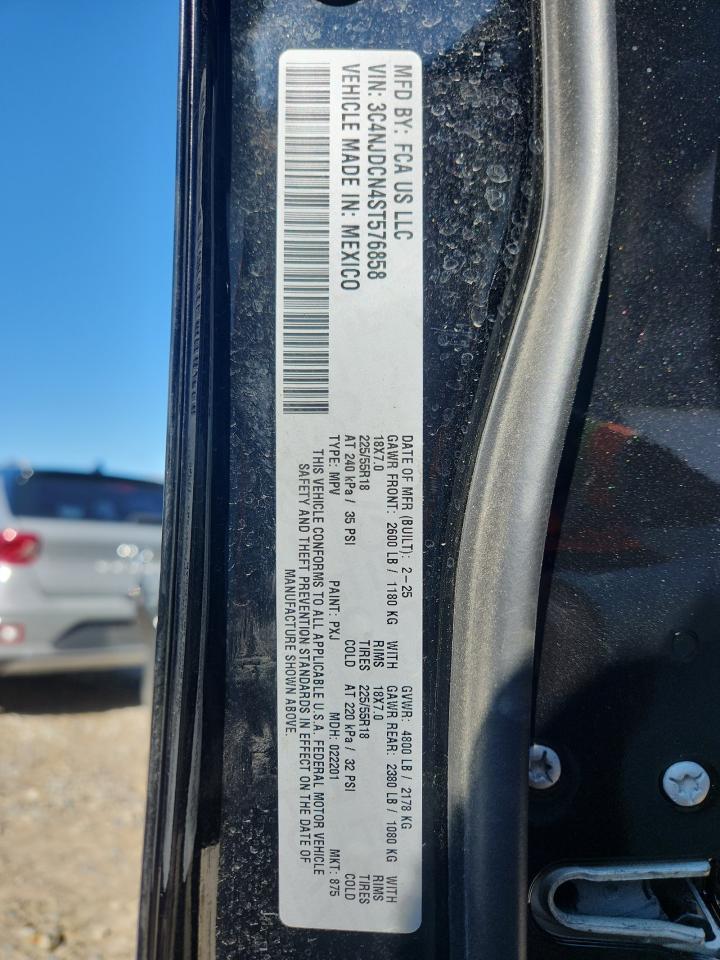 MFD BY: FCA US LLC
VIN: 3C4NJDCN4ST576858
VEHICLE MADE IN: MEXICO
DATE OF MFR (BUILT): 2-25 GVWR: 4800 LB / 2178 KG
GAWR FRONT: 2600 LB / 1180 KG WITH GAWR REAR: 2380 LB / 1080 KG WITH
18X7.0 RIMS 18X7.0 RIMS
225/55R18 TIRES 225/55R18 TIRES
AT 240 kPa / 35 PSI COLD AT 220 kPa / 32 PSI COLD
TYPE: MPV PAINT: PXJ MDH: 022201 MKT: 875
THIS VEHICLE CONFORMS TO ALL APPLICABLE U.S.A. FEDERAL MOTOR VEHICLE
SAFETY AND THEFT PREVENTION STANDARDS IN EFFECT ON THE DATE OF
MANUFACTURE SHOWN ABOVE.